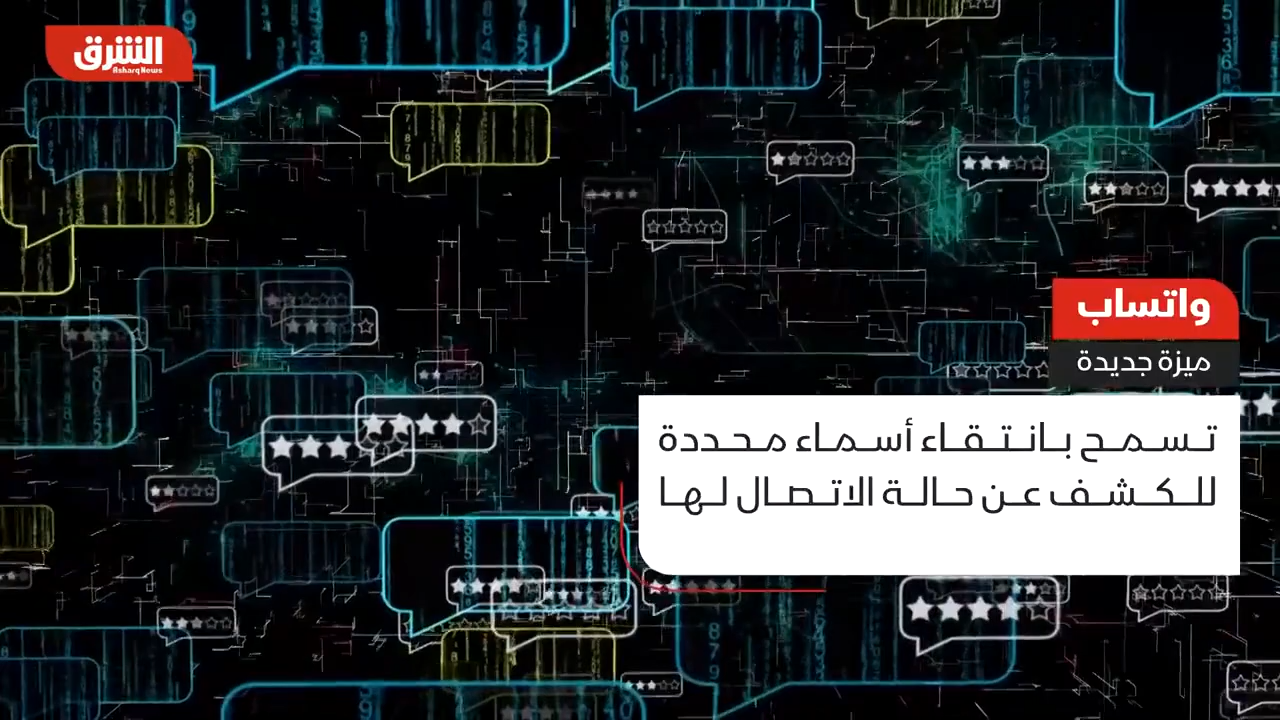 الشرق
Asharq News
واتساب
ميزة جديدة
تسمح بانتقاء أسماء محددة
للكشف عن حالة الاتصال لها